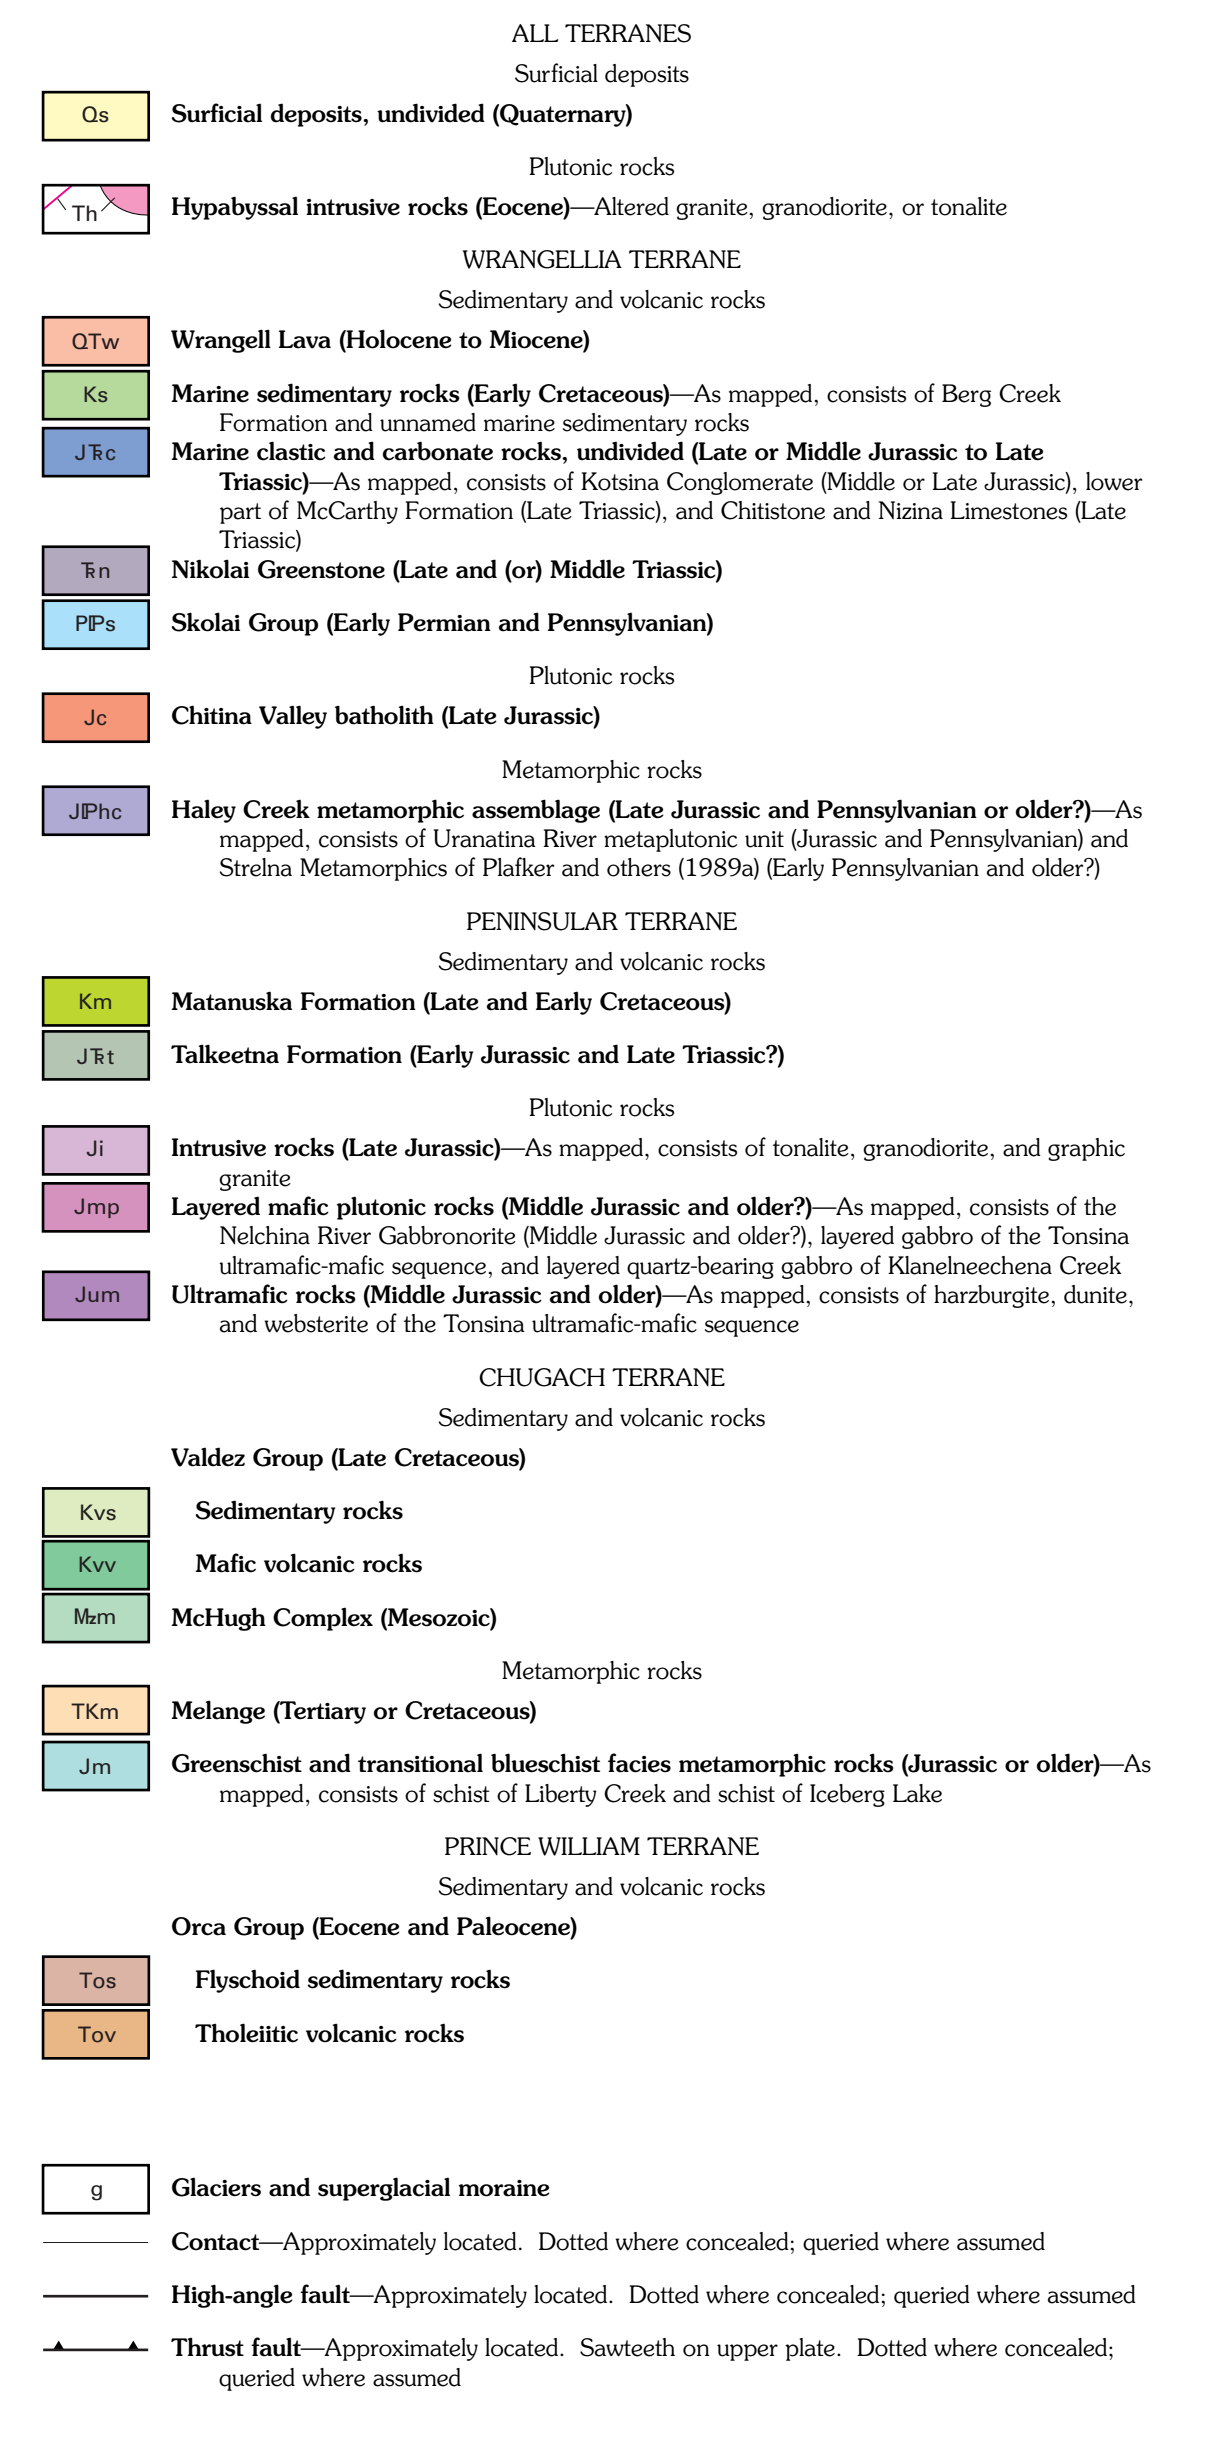 ALL TERRANES
Surficial deposits
Qs Surficial deposits, undivided (Quaternary)
Plutonic rocks
Th Hypabyssal intrusive rocks (Eocene)—Altered granite, granodiorite, or tonalite
WRANGELLIA TERRANE
Sedimentary and volcanic rocks
QTw Wrangell Lava (Holocene to Miocene)
Ks Marine sedimentary rocks (Early Cretaceous)—As mapped, consists of Berg Creek
Formation and unnamed marine sedimentary rocks
JTRc Marine clastic and carbonate rocks, undivided (Late or Middle Jurassic to Late
Triassic)—As mapped, consists of Kotsina Conglomerate (Middle or Late Jurassic), lower
part of McCarthy Formation (Late Triassic), and Chitistone and Nizina Limestones (Late
Triassic)
TRn Nikolai Greenstone (Late and (or) Middle Triassic)
PIPs Skolai Group (Early Permian and Pennsylvanian)
Plutonic rocks
Jc Chitina Valley batholith (Late Jurassic)
Metamorphic rocks
JIPhc Haley Creek metamorphic assemblage (Late Jurassic and Pennsylvanian or older?)—As
mapped, consists of Uranatina River metaplutonic unit (Jurassic and Pennsylvanian) and
Strelna Metamorphics of Plafker and others (1989a) (Early Pennsylvanian and older?)
PENINSULAR TERRANE
Sedimentary and volcanic rocks
Km Matanuska Formation (Late and Early Cretaceous)
JTRt Talkeetna Formation (Early Jurassic and Late Triassic?)
Plutonic rocks
Ji Intrusive rocks (Late Jurassic)—As mapped, consists of tonalite, granodiorite, and graphic
granite
Jmp Layered mafic plutonic rocks (Middle Jurassic and older?)—As mapped, consists of the
Nelchina River Gabbronorite (Middle Jurassic and older?), layered gabbro of the Tonsina
ultramafic-mafic sequence, and layered quartz-bearing gabbro of Klanelneechena Creek
Jum Ultramafic rocks (Middle Jurassic and older)—As mapped, consists of harzburgite, dunite,
and websterite of the Tonsina ultramafic-mafic sequence
CHUGACH TERRANE
Sedimentary and volcanic rocks
Valdez Group (Late Cretaceous)
Kvs Sedimentary rocks
Kvv Mafic volcanic rocks
Mzm McHugh Complex (Mesozoic)
Metamorphic rocks
TKm Melange (Tertiary or Cretaceous)
Jm Greenschist and transitional blueschist facies metamorphic rocks (Jurassic or older)—As
mapped, consists of schist of Liberty Creek and schist of Iceberg Lake
PRINCE WILLIAM TERRANE
Sedimentary and volcanic rocks
Orca Group (Eocene and Paleocene)
Tos Flyschoid sedimentary rocks
Tov Tholeiitic volcanic rocks
g Glaciers and superglacial moraine
Contact—Approximately located. Dotted where concealed; queried where assumed
High-angle fault—Approximately located. Dotted where concealed; queried where assumed
Thrust fault—Approximately located. Sawteeth on upper plate. Dotted where concealed;
queried where assumed